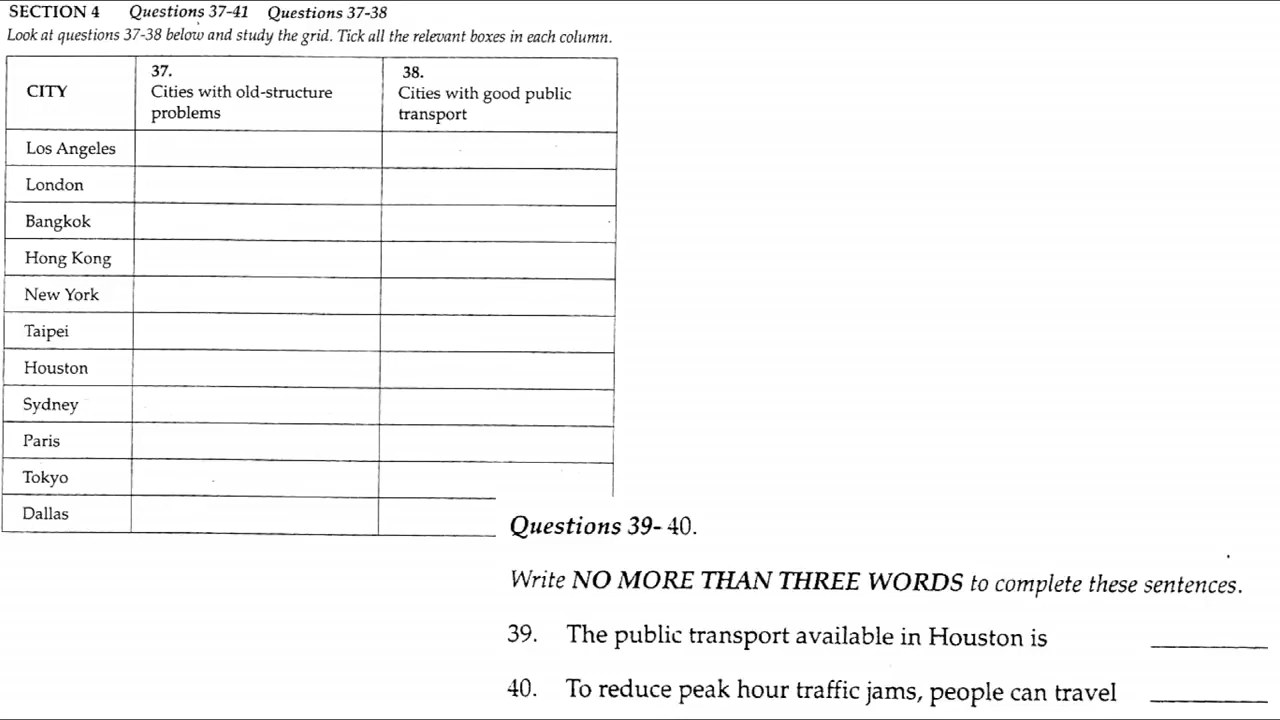 SECTION 4 Questions 37-41 Questions 37-38
Look at questions 37-38 below and study the grid. Tick all the relevant boxes in each column.
CITY
37.
Cities with old-structure
problems
38.
Cities with good public
transport
Los Angeles
London
Bangkok
Hong Kong
New York
Taipei
Houston
Sydney
Paris
Tokyo
Dallas
Questions 39- 40.
Write NO MORE THAN THREE WORDS to complete these sentences.
39. The public transport available in Houston is
40. To reduce peak hour traffic jams, people can travel